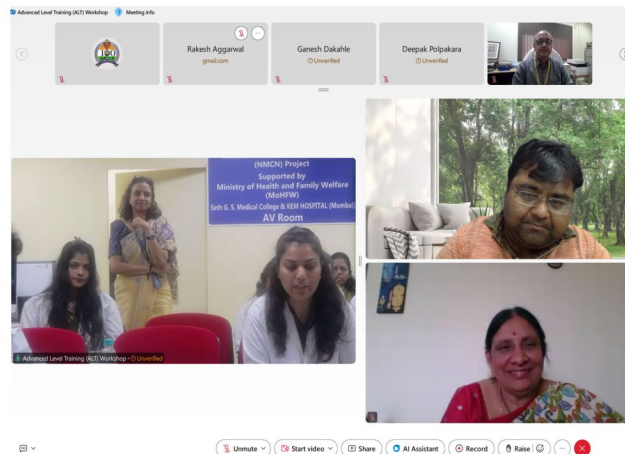 Advanced Level Training (ALT) Workshop Meeting info
Rakesh Aggarwal
gmail.com
Ganesh Dakahle
Unverified
Deepak Polpakara
Unverified
(NMCN) Project
Supported by
Ministry of Health and Family Welfare
(MoHFW)
Seth G. S. Medical College & KEM HOSPITAL (Mumbai)
AV Room
Advanced Level Training (ALT) Workshop • Unverified
Unmute Start video Share AI Assistant Record Raise